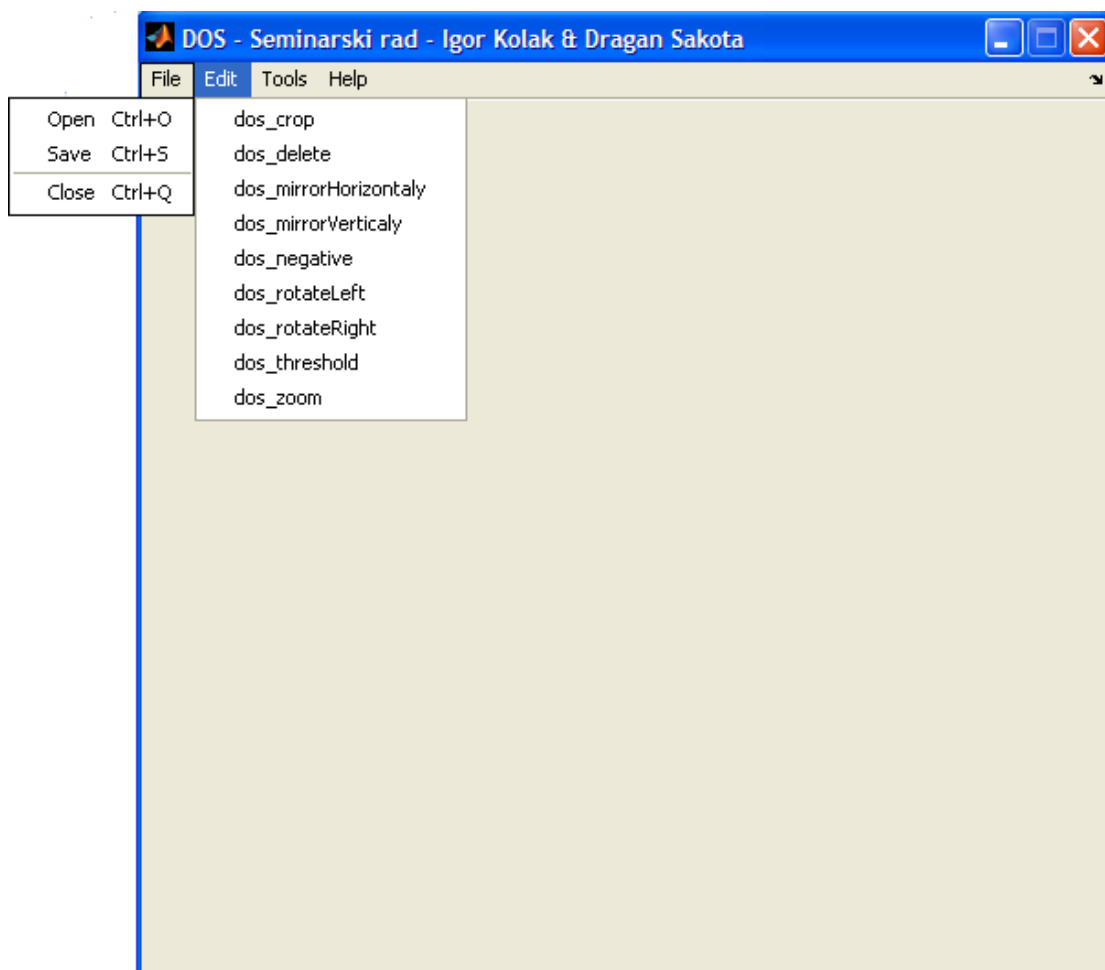 DOS - Seminarski rad - Igor Kolak & Dragan Sakota
File Edit Tools Help
Open Ctrl+O
Save Ctrl+S
Close Ctrl+Q
dos_crop
dos_delete
dos_mirrorHorizontaly
dos_mirrorVerticaly
dos_negative
dos_rotateLeft
dos_rotateRight
dos_threshold
dos_zoom